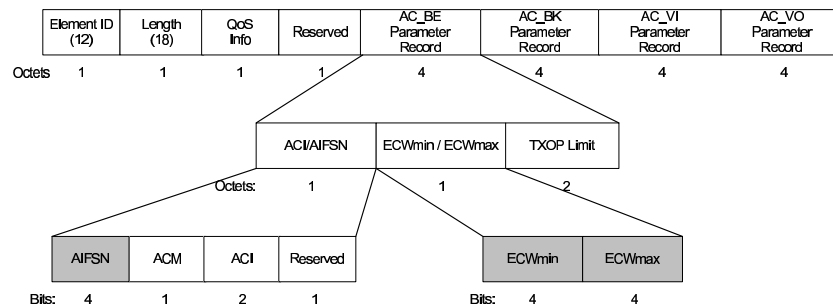 Element ID
(12)
Length
(18)
QoS
Info
Reserved
AC_BE
Parameter
Record
AC_BK
Parameter
Record
AC_VI
Parameter
Record
AC_VO
Parameter
Record
Octets 1 1 1 1 4 4 4 4
ACI/AIFSN ECWmin / ECWmax TXOP Limit
Octets: 1 1 2
AIFSN ACM ACI Reserved ECWmin ECWmax
Bits: 4 1 2 1 Bits: 4 4